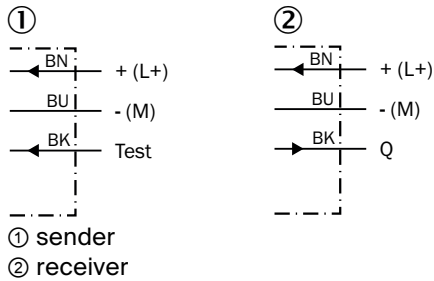 ① ②
BN + (L+) BN + (L+)
BU - (M) BU - (M)
BK Test BK Q
① sender
② receiver